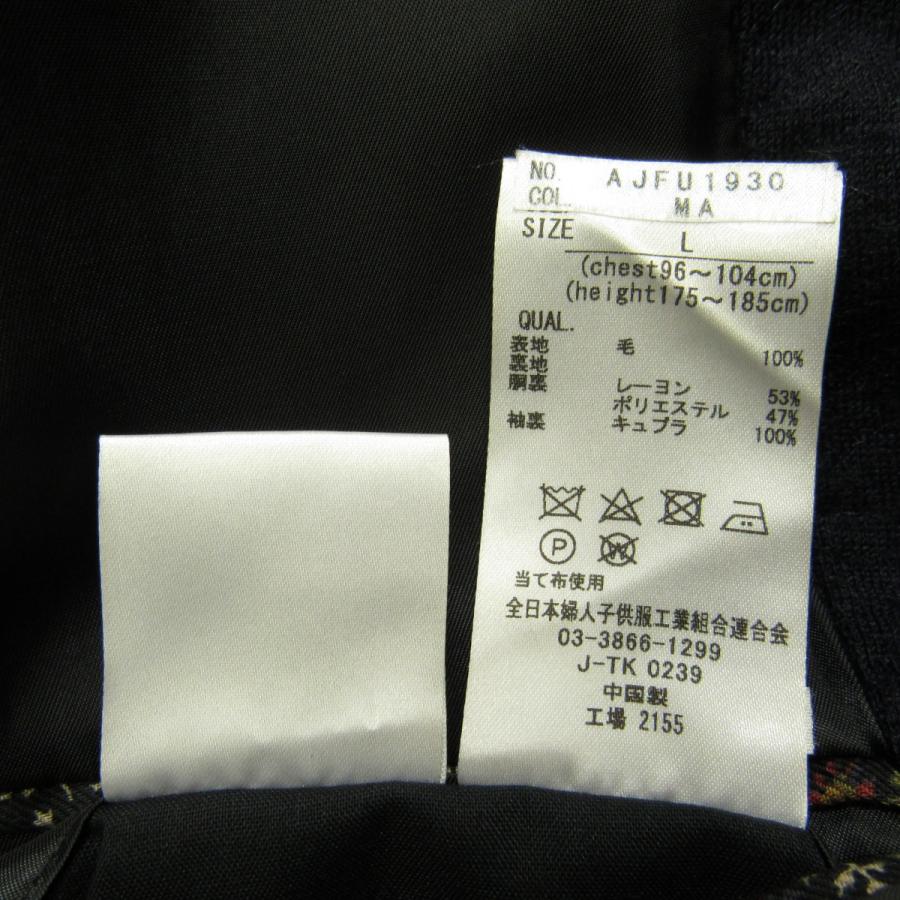 NO. AJFU1930
COL. MA
SIZE L
(chest96～104cm)
(height175～185cm)
QUAL.
表地 毛 100%
裏地
胴裏 レーヨン 53%
ポリエステル 47%
袖裏 キュプラ 100%
P W
当て布使用
全日本婦人子供服工業組合連合会
03-3866-1299
J-TK 0239
中国製
工場 2155